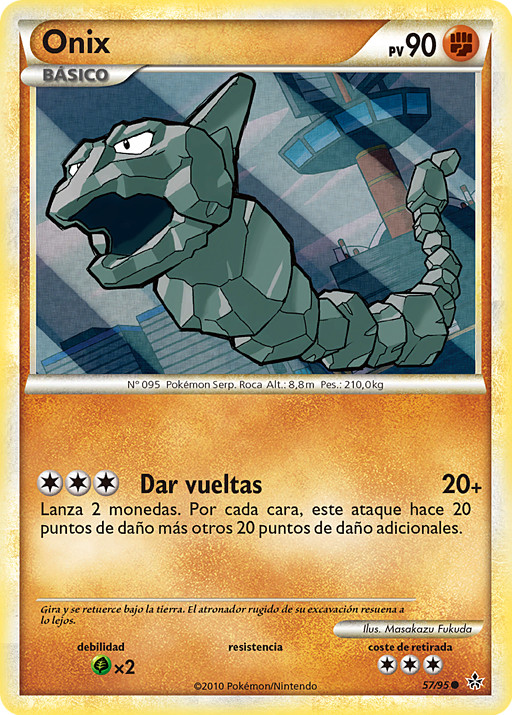 Onix
PV 90
BÁSICO
Nº 095 Pokémon Serp. Roca Alt.: 8,8m Pes.: 210,0kg
Dar vueltas 20+
Lanza 2 monedas. Por cada cara, este ataque hace 20
puntos de daño más otros 20 puntos de daño adicionales.
Gira y se retuerce bajo la tierra. El atronador rugido de su excavación resuena a
lo lejos.
Ilus. Masakazu Fukuda
debilidad resistencia coste de retirada
×2
57/95
©2010 Pokémon/Nintendo